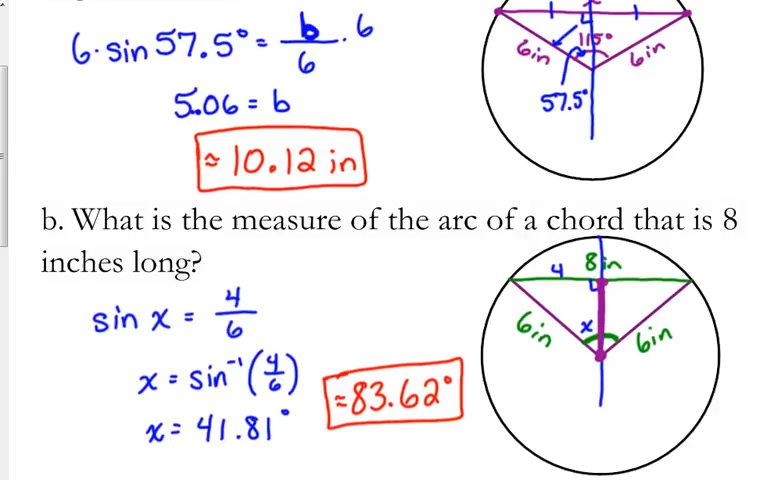 6·sin 57.5° = b/6 · 6
5.06 = b
≈ 10.12 in
115°
6in
6in
57.5°
b. What is the measure of the arc of a chord that is 8
inches long?
sin x = 4/6
x = sin⁻¹(4/6)
x = 41.81°
≈83.62°
8in
4
x
6in
6in